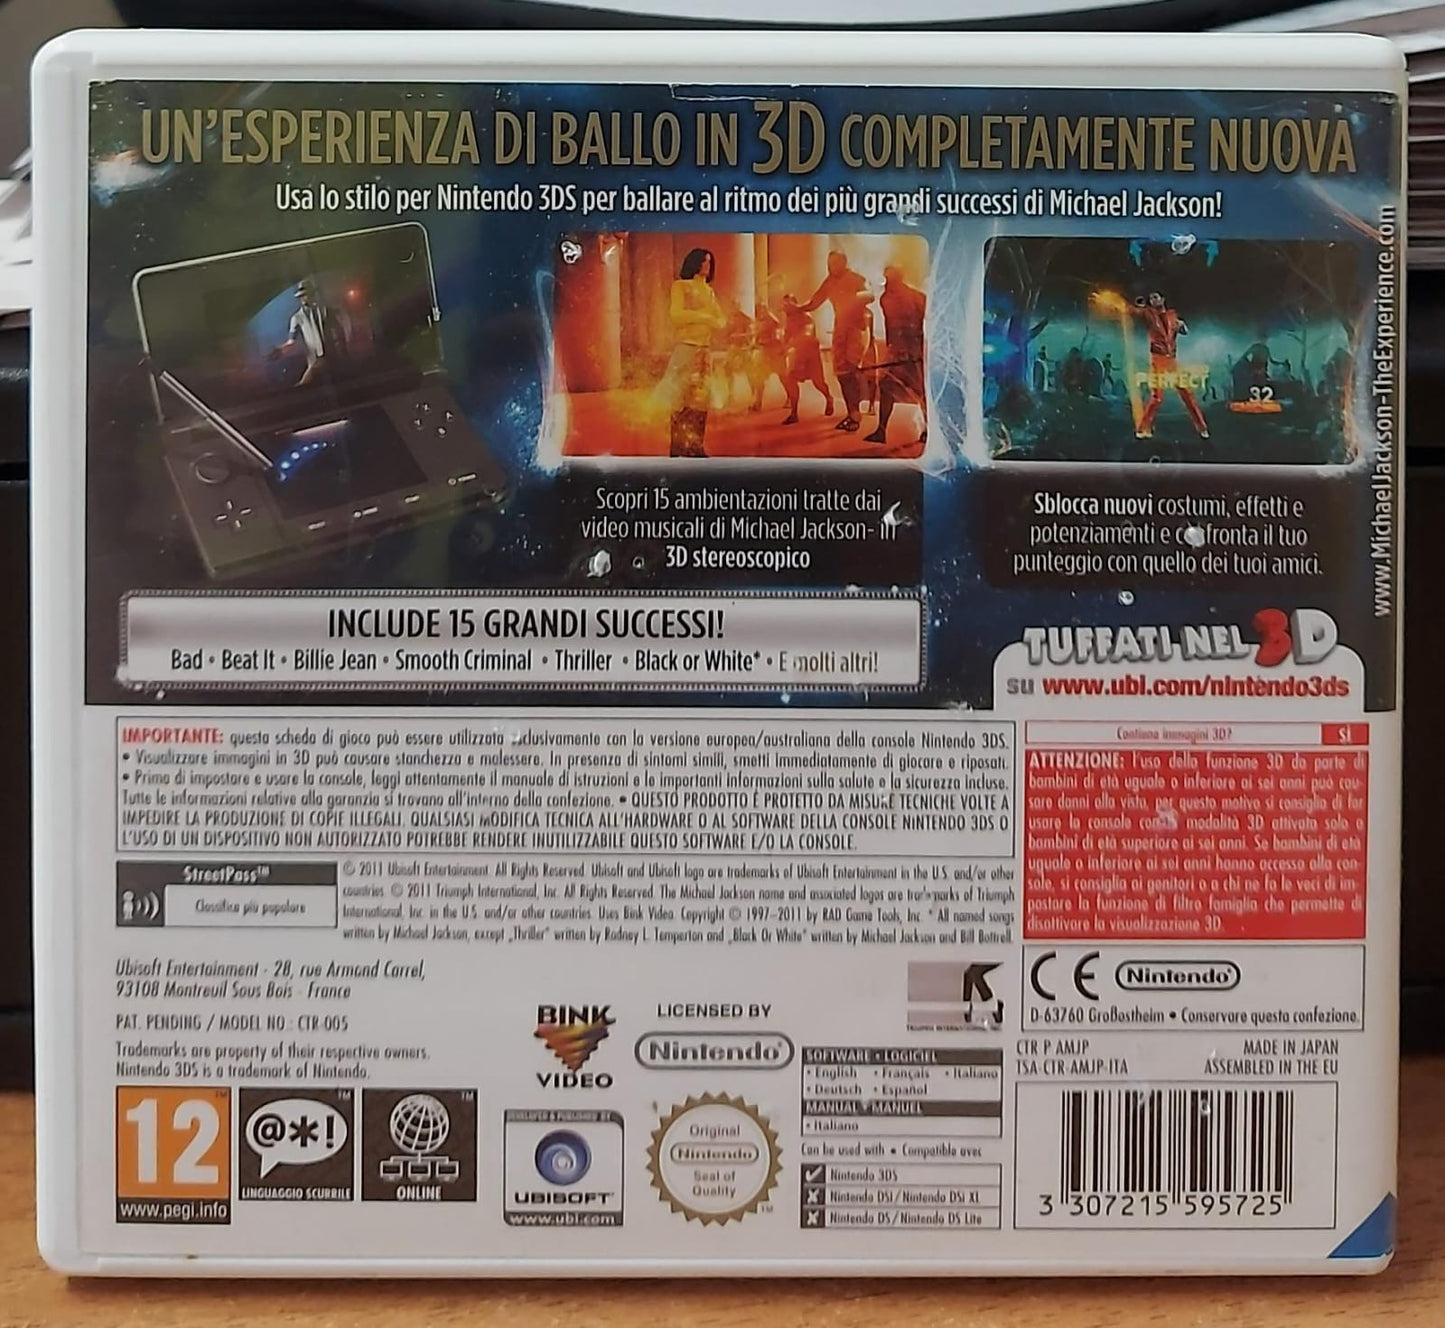 UN'ESPERIENZA DI BALLO IN 3D COMPLETAMENTE NUOVA
Usa lo stilo per Nintendo 3DS per ballare al ritmo dei più grandi successi di Michael Jackson!
PERFECT
32
Scopri 15 ambientazioni tratte dai
video musicali di Michael Jackson- in
3D stereoscopico
Sblocca nuovi costumi, effetti e
potenziamenti e confronta il tuo
punteggio con quello dei tuoi amici.
www.MichaelJackson-TheExperience.com
INCLUDE 15 GRANDI SUCCESSI!
Bad • Beat It • Billie Jean • Smooth Criminal • Thriller • Black or White* • E molti altri!
TUFFATI NEL 3D
su www.ubi.com/nintendo3ds
IMPORTANTE: questa scheda di gioco può essere utilizzata esclusivamente con la versione europea/australiana della console Nintendo 3DS.
• Visualizzare immagini in 3D può causare stanchezza e malessere. In presenza di sintomi simili, smetti immediatamente di giocare e riposati.
• Prima di impostare e usare la console, leggi attentamente il manuale di istruzioni e le importanti informazioni sulla salute e la sicurezza incluse.
Tutte le informazioni relative alla garanzia si trovano all'interno della confezione. • QUESTO PRODOTTO È PROTETTO DA MISURE TECNICHE VOLTE A
IMPEDIRE LA PRODUZIONE DI COPIE ILLEGALI. QUALSIASI MODIFICA TECNICA ALL'HARDWARE O AL SOFTWARE DELLA CONSOLE NINTENDO 3DS O
L'USO DI UN DISPOSITIVO NON AUTORIZZATO POTREBBE RENDERE INUTILIZZABILE QUESTO SOFTWARE E/O LA CONSOLE.
Contiene immagini 3D? SÌ
ATTENZIONE: l'uso della funzione 3D da parte di
bambini di età uguale o inferiore ai sei anni può cau-
sare danni alla vista, per questo motivo si consiglia di far
usare la console con la modalità 3D attivata solo a
bambini di età superiore ai sei anni. Se bambini di età
uguale o inferiore ai sei anni hanno accesso alla con-
sole, si consiglia ai genitori o a chi ne fa le veci di im-
postare la funzione di filtro famiglia che permette di
disattivare la visualizzazione 3D.
StreetPass™
Classifica più popolare
© 2011 Ubisoft Entertainment. All Rights Reserved. Ubisoft and Ubisoft logo are trademarks of Ubisoft Entertainment in the U.S. and/or other
countries. © 2011 Triumph International, Inc. All Rights Reserved. The Michael Jackson name and associated logos are trademarks of Triumph
International, Inc. in the U.S. and/or other countries. Uses Bink Video. Copyright © 1997-2011 by RAD Game Tools, Inc. * All named songs
written by Michael Jackson, except „Thriller" written by Rodney L. Temperton and „Black Or White" written by Michael Jackson and Bill Bottrell.
Ubisoft Entertainment - 28, rue Armand Carrel,
93108 Montreuil Sous Bois - France
PAT. PENDING / MODEL NO.: CTR-005
Trademarks are property of their respective owners.
Nintendo 3DS is a trademark of Nintendo.
BINK
VIDEO
LICENSED BY
Nintendo®
TRIUMPH INTERNATIONAL, INC.
CE Nintendo®
D-63760 Großostheim • Conservare questa confezione.
CTR P AMJP
TSA-CTR-AMJP-ITA
MADE IN JAPAN
ASSEMBLED IN THE EU
12
www.pegi.info
@*!
LINGUAGGIO SCURRILE
ONLINE
DEVELOPED & PUBLISHED BY
UBISOFT®
www.ubi.com
Original
Nintendo
Seal of
Quality
SOFTWARE • LOGICIEL
• English • Français • Italiano
• Deutsch • Español
MANUAL • MANUEL
• Italiano
Can be used with • Compatible avec
Nintendo 3DS
Nintendo DSi/Nintendo DSi XL
Nintendo DS/Nintendo DS Lite
3 307215 595725